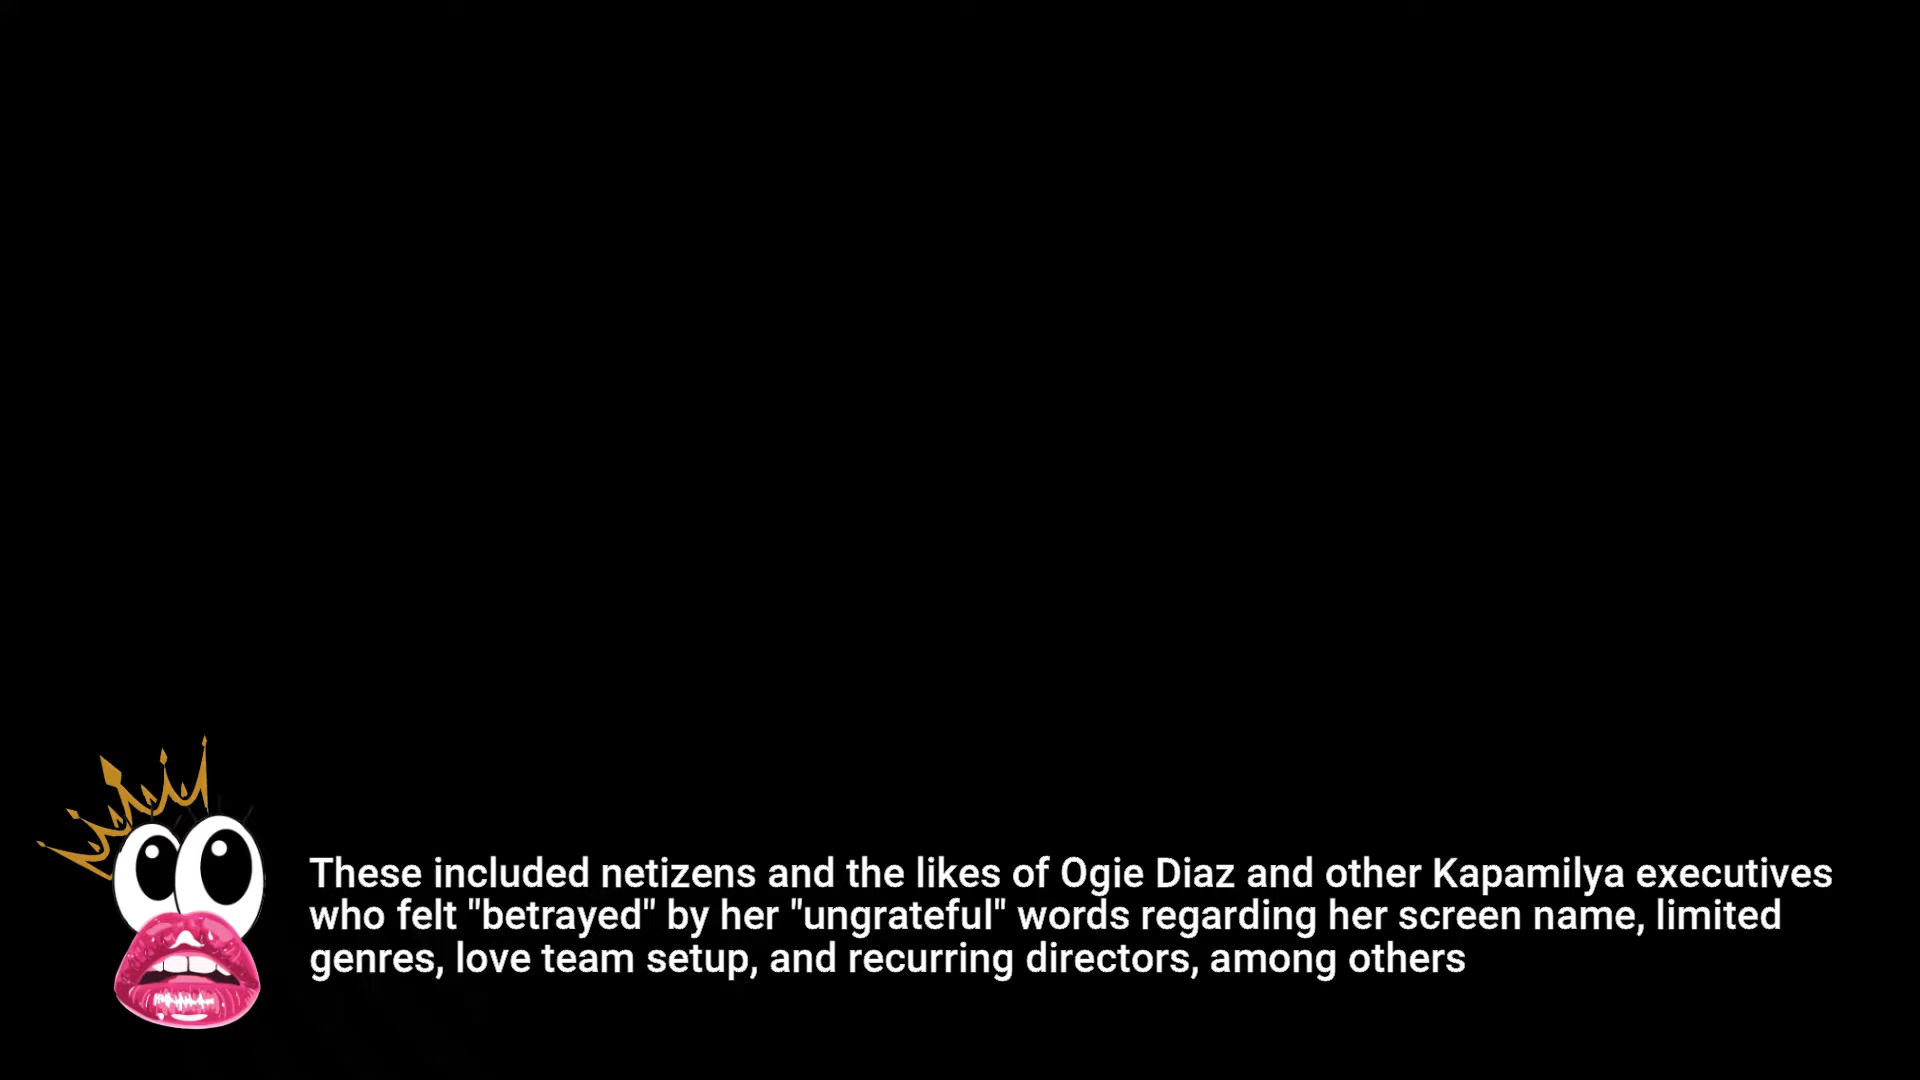 These included netizens and the likes of Ogie Diaz and other Kapamilya executives
who felt "betrayed" by her "ungrateful" words regarding her screen name, limited
genres, love team setup, and recurring directors, among others